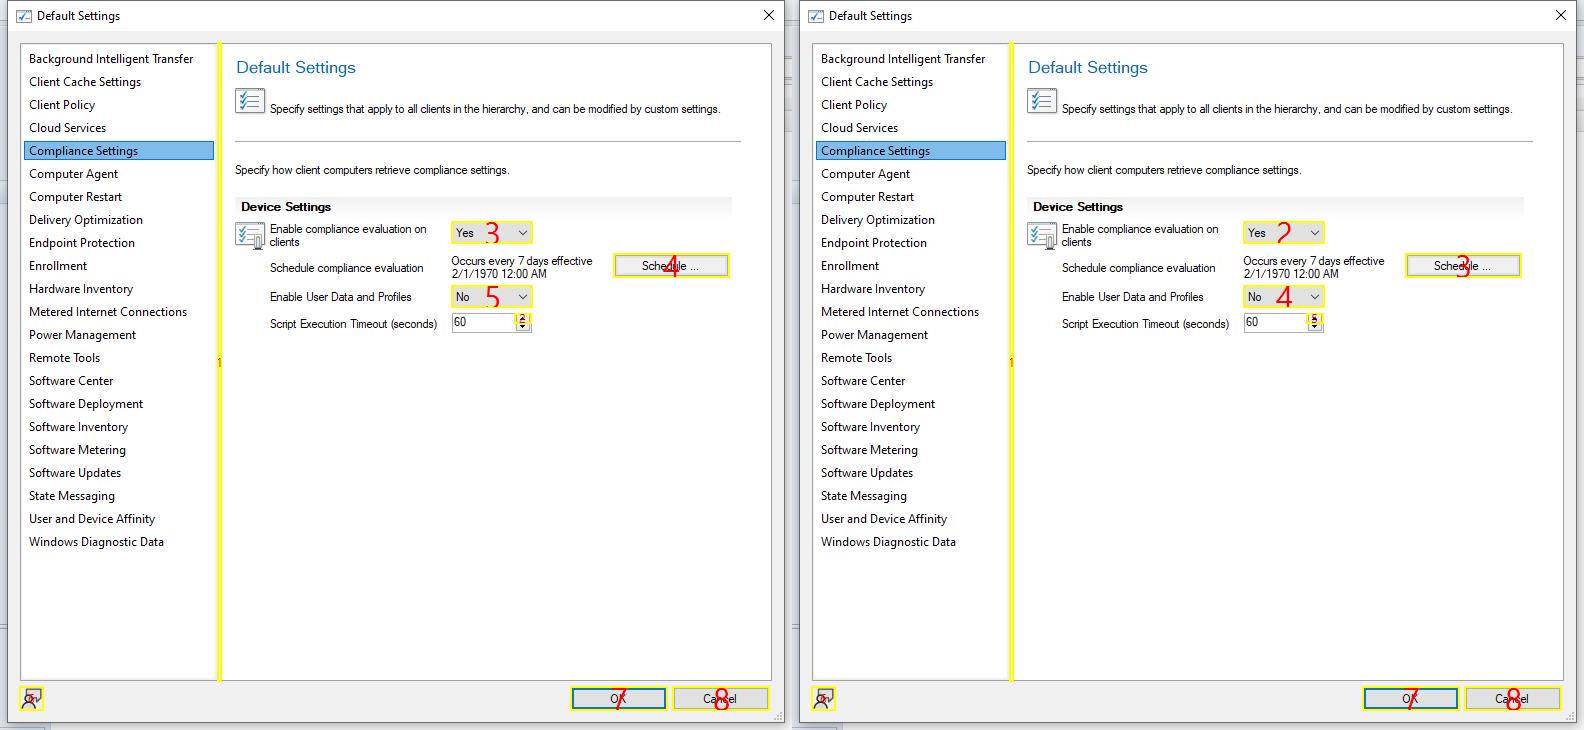 Default Settings
Background Intelligent Transfer
Client Cache Settings
Client Policy
Cloud Services
Compliance Settings
Computer Agent
Computer Restart
Delivery Optimization
Endpoint Protection
Enrollment
Hardware Inventory
Metered Internet Connections
Power Management
Remote Tools
Software Center
Software Deployment
Software Inventory
Software Metering
Software Updates
State Messaging
User and Device Affinity
Windows Diagnostic Data
1
Default Settings
Specify settings that apply to all clients in the hierarchy, and can be modified by custom settings.
Specify how client computers retrieve compliance settings.
Device Settings
Enable compliance evaluation on
clients
Yes 3
Schedule compliance evaluation
Occurs every 7 days effective
2/1/1970 12:00 AM
Schedule ... 4
Enable User Data and Profiles
No 5
Script Execution Timeout (seconds)
60 2
OK 7
Cancel 8
Default Settings
Background Intelligent Transfer
Client Cache Settings
Client Policy
Cloud Services
Compliance Settings
Computer Agent
Computer Restart
Delivery Optimization
Endpoint Protection
Enrollment
Hardware Inventory
Metered Internet Connections
Power Management
Remote Tools
Software Center
Software Deployment
Software Inventory
Software Metering
Software Updates
State Messaging
User and Device Affinity
Windows Diagnostic Data
1
Default Settings
Specify settings that apply to all clients in the hierarchy, and can be modified by custom settings.
Specify how client computers retrieve compliance settings.
Device Settings
Enable compliance evaluation on
clients
Yes 2
Schedule compliance evaluation
Occurs every 7 days effective
2/1/1970 12:00 AM
Schedule ... 3
Enable User Data and Profiles
No 4
Script Execution Timeout (seconds)
60 5
OK 7
Cancel 8